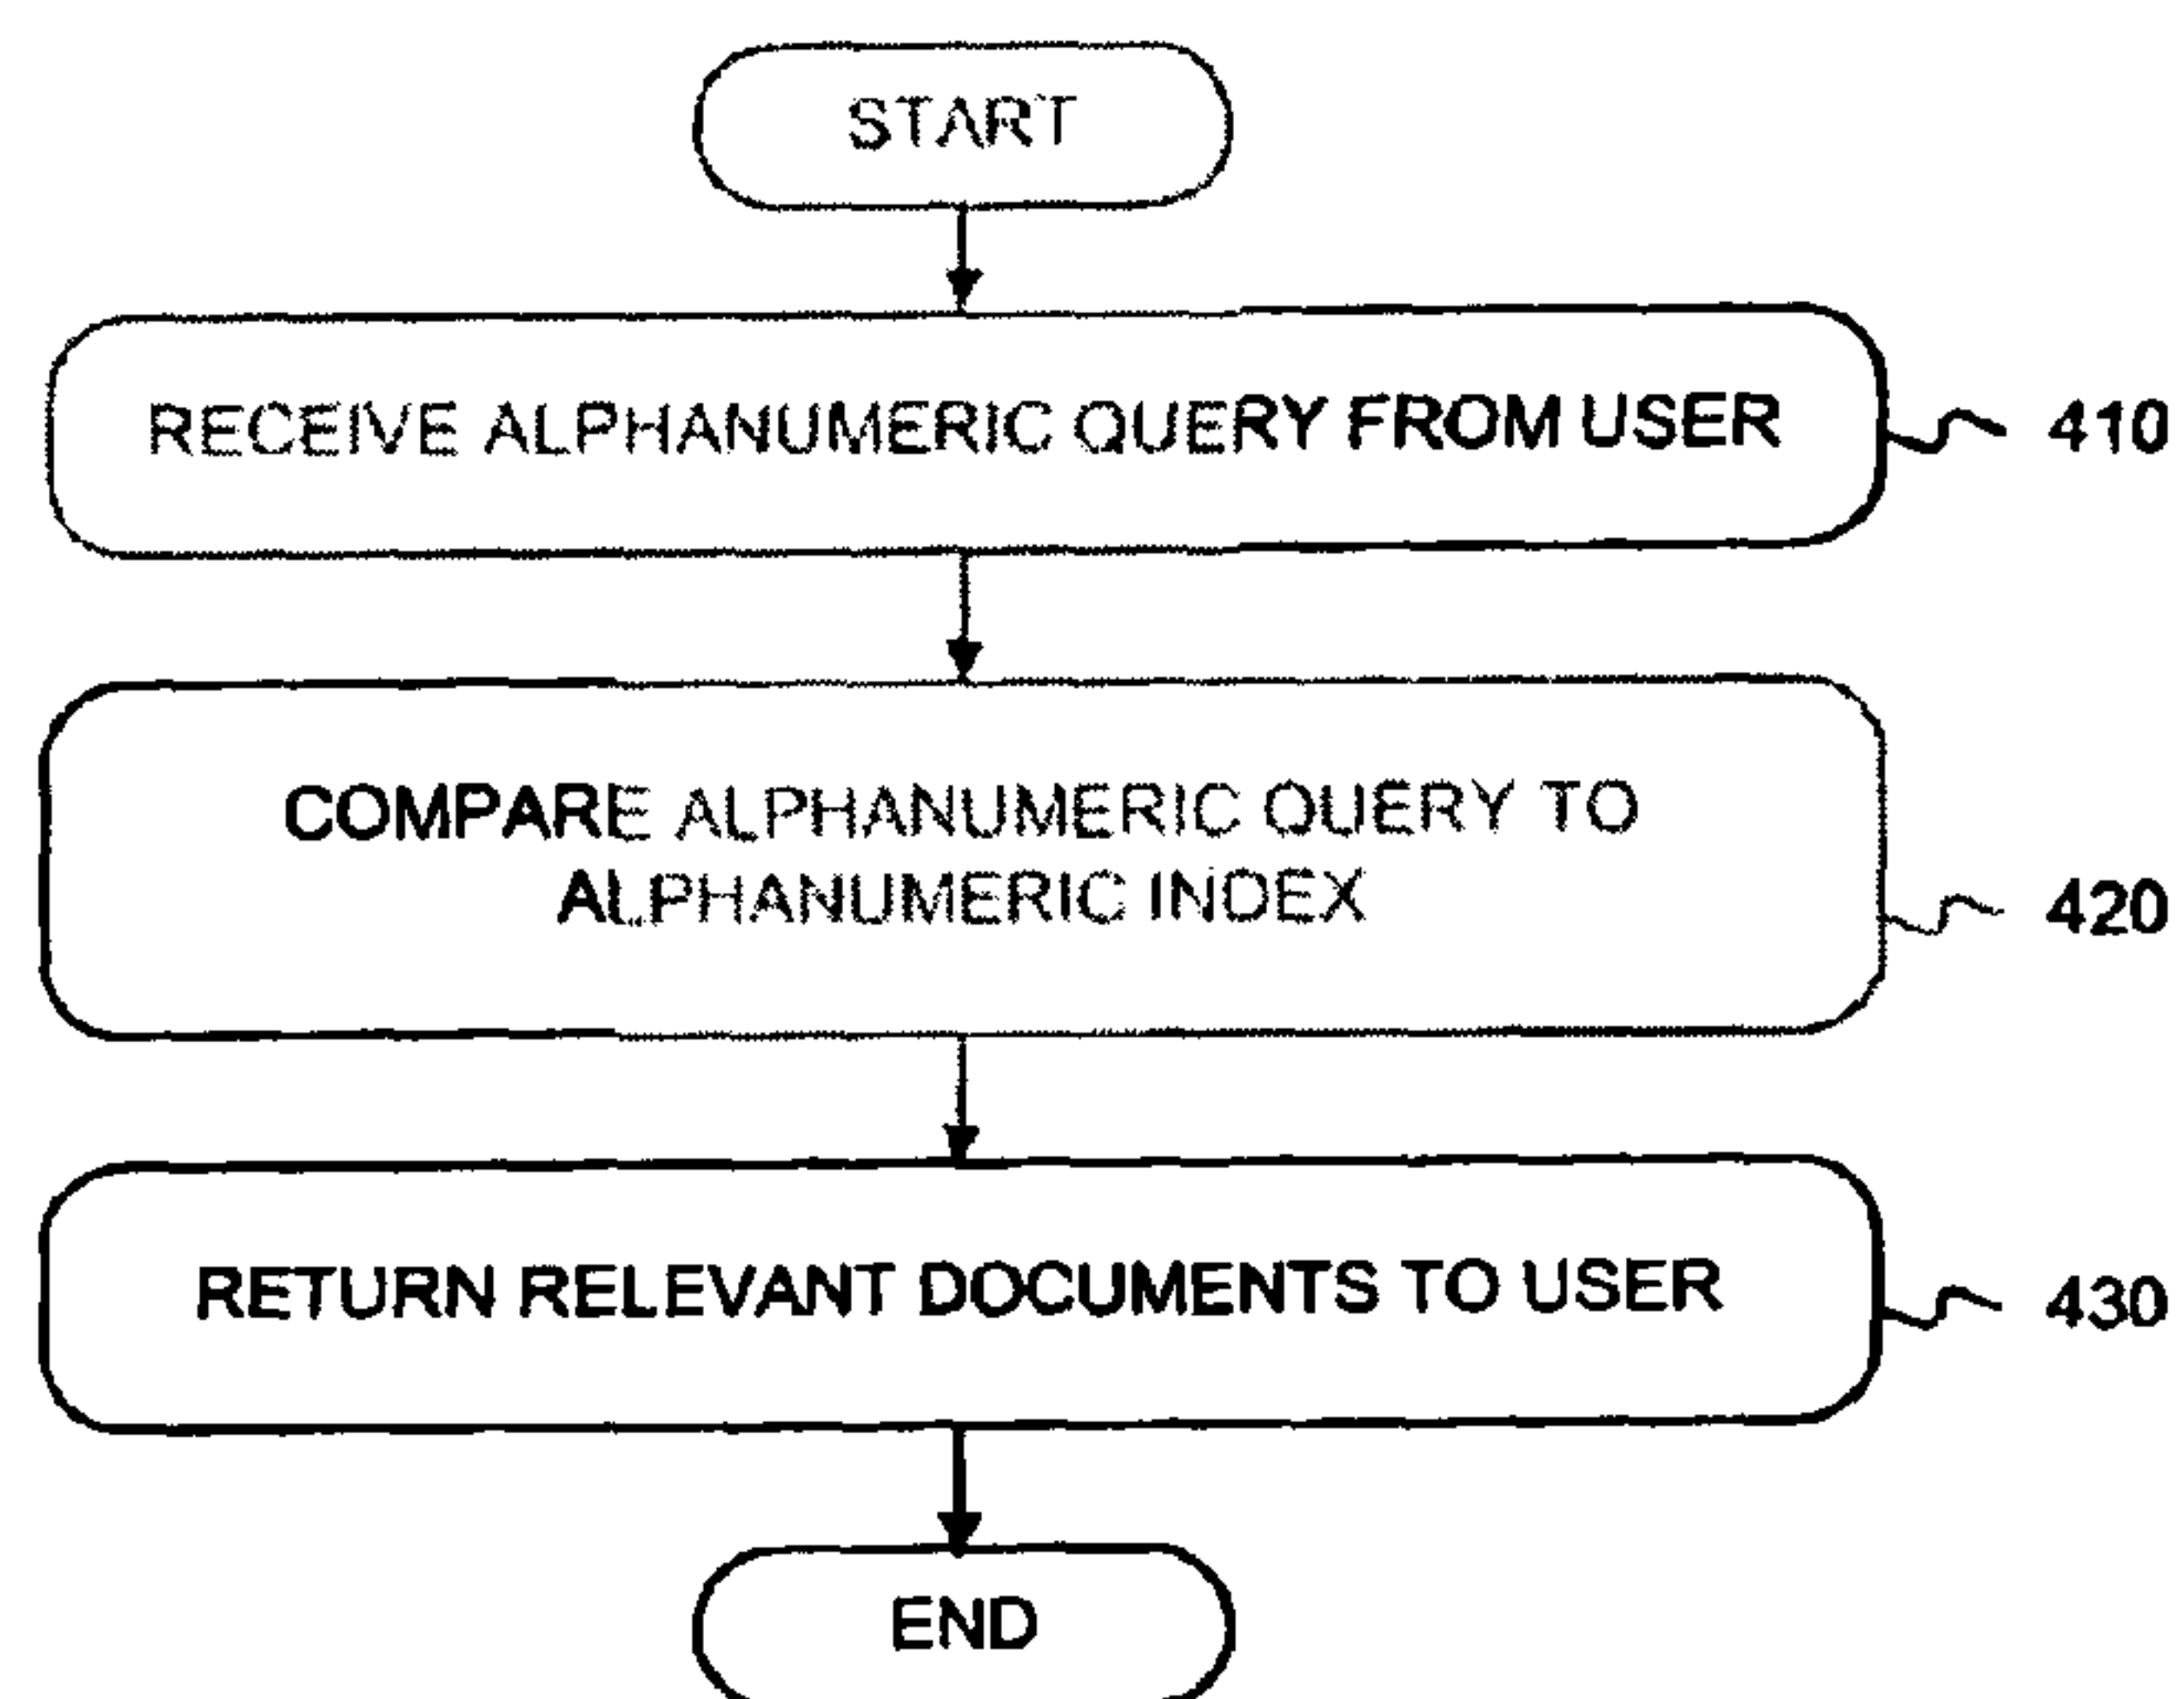 START
RECEIVE ALPHANUMERIC QUERY FROM USER
410
COMPARE ALPHANUMERIC QUERY TO
ALPHANUMERIC INDEX
420
RETURN RELEVANT DOCUMENTS TO USER
430
END